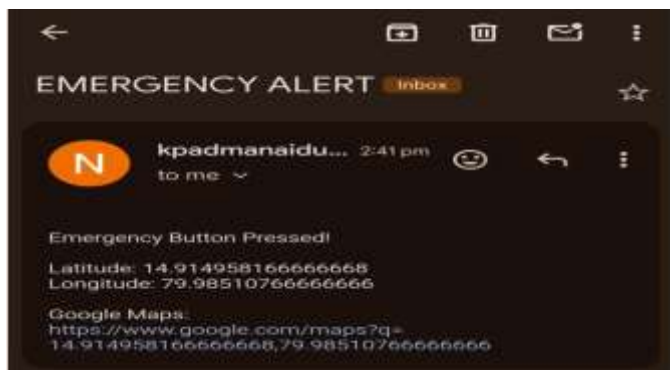 EMERGENCY ALERT Inbox
N
kpadmanaidu... 2:41 pm
to me
Emergency Button Pressed!
Latitude: 14.914958166666668
Longitude: 79.98510766666666
Google Maps:
https://www.google.com/maps?q=
14.914958166666668,79.98510766666666